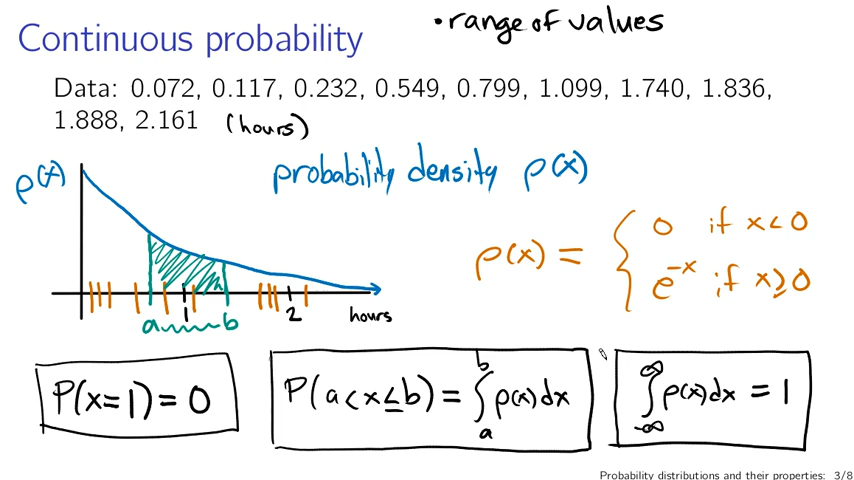 Continuous probability
• range of values
Data: 0.072, 0.117, 0.232, 0.549, 0.799, 1.099, 1.740, 1.836,
1.888, 2.161 (hours)
ρ(x)
probability density ρ(x)
ρ(x) = { 0 if x < 0
e^{-x} if x ≥ 0
1 2 hours
a b
P(x=1) = 0
P(a < x ≤ b) = ∫_a^b ρ(x)dx
∫_{-∞}^{∞} ρ(x)dx = 1
Probability distributions and their properties: 3/8